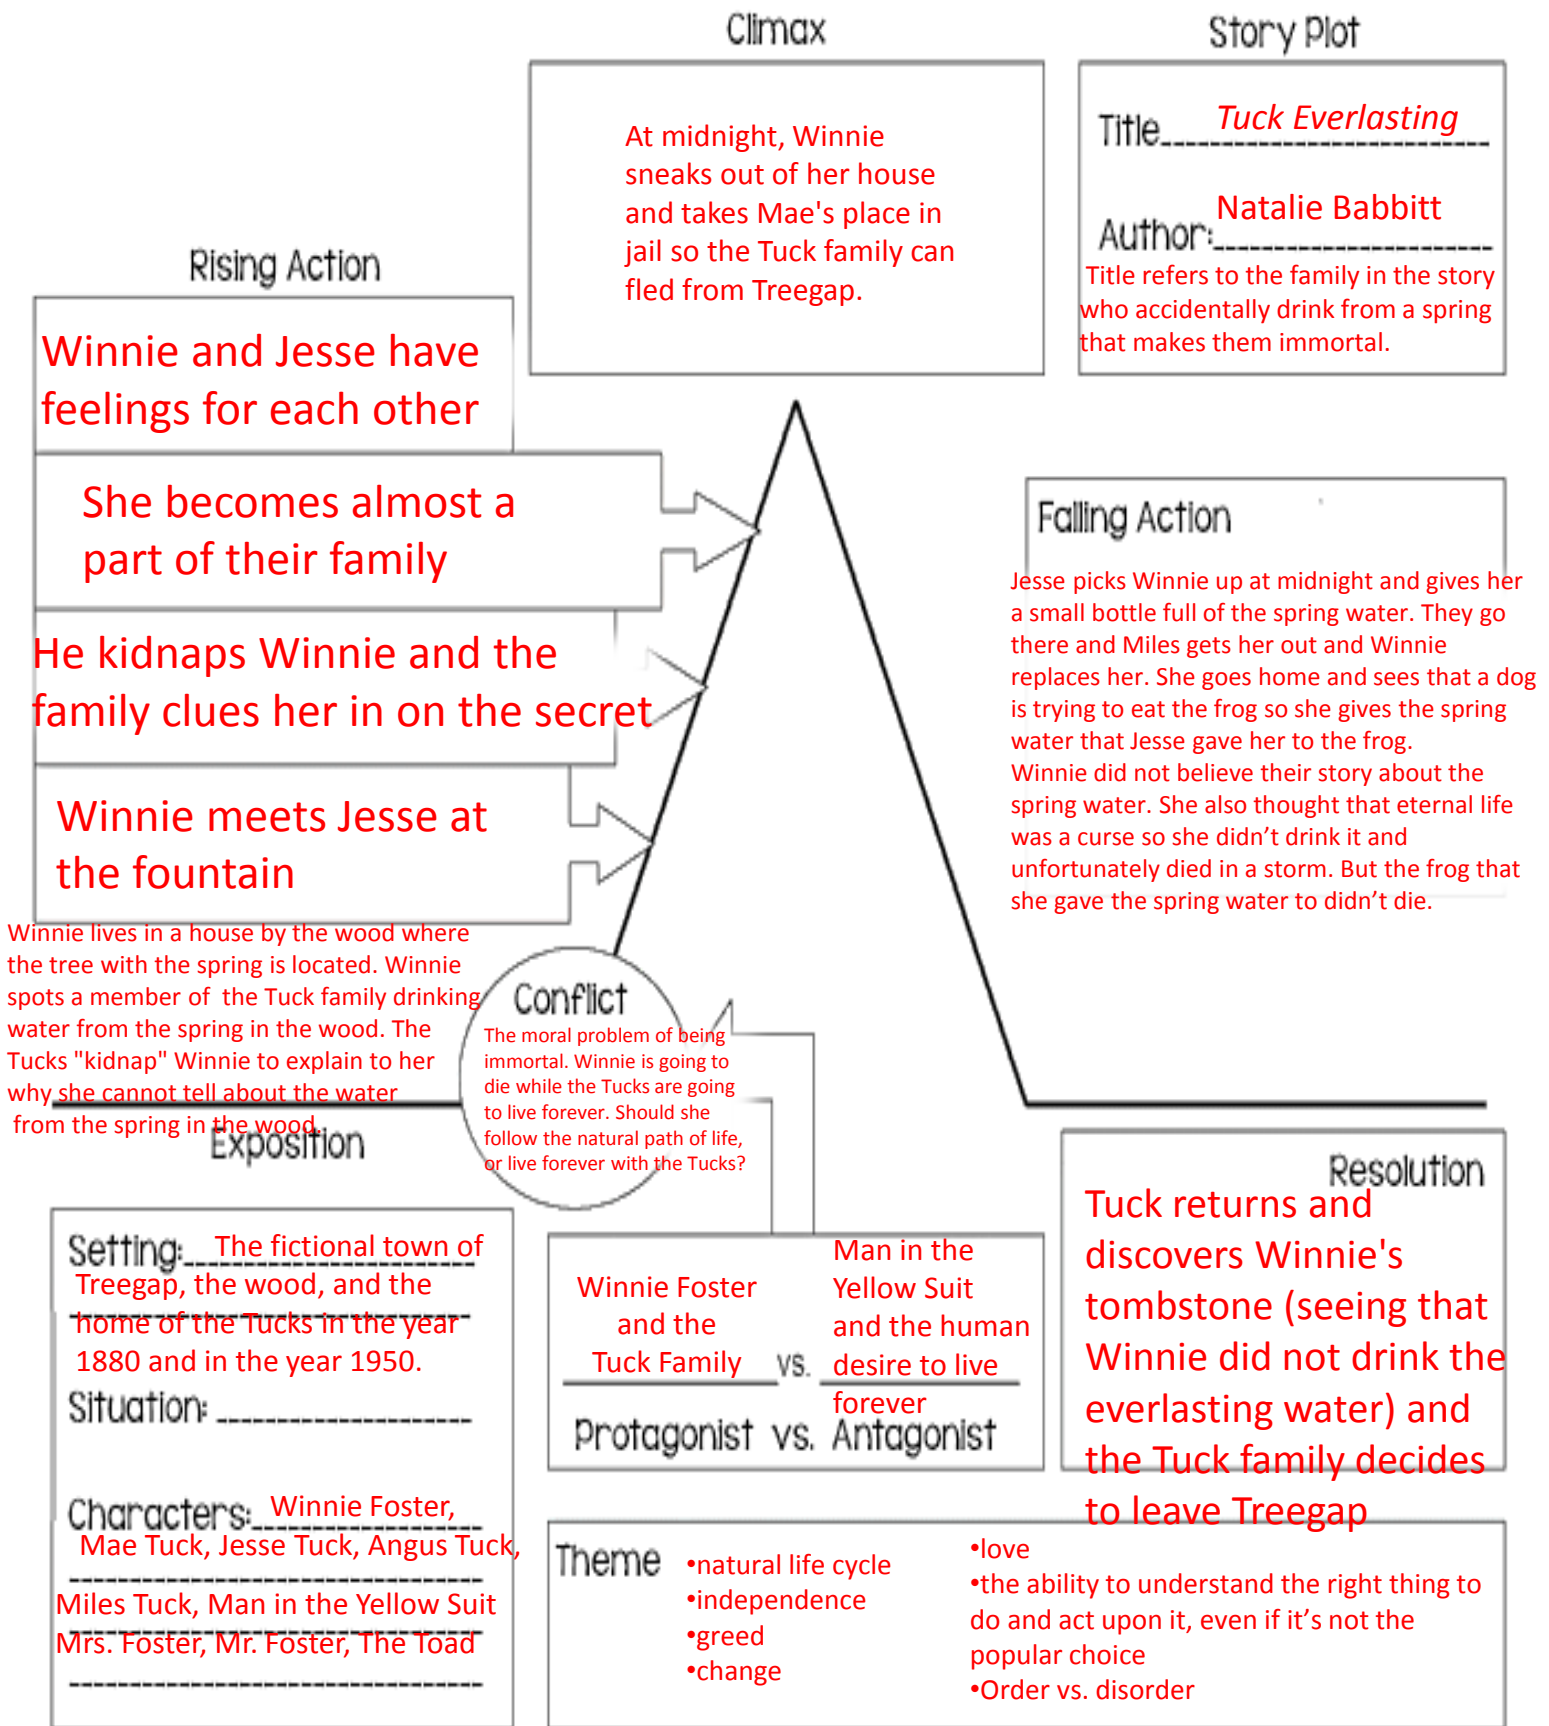 Climax
At midnight, Winnie
sneaks out of her house
and takes Mae's place in
jail so the Tuck family can
fled from Treegap.
Story Plot
Title Tuck Everlasting
Author: Natalie Babbitt
Title refers to the family in the story
who accidentally drink from a spring
that makes them immortal.
Rising Action
Winnie and Jesse have
feelings for each other
She becomes almost a
part of their family
He kidnaps Winnie and the
family clues her in on the secret
Winnie meets Jesse at
the fountain
Falling Action
Jesse picks Winnie up at midnight and gives her
a small bottle full of the spring water. They go
there and Miles gets her out and Winnie
replaces her. She goes home and sees that a dog
is trying to eat the frog so she gives the spring
water that Jesse gave her to the frog.
Winnie did not believe their story about the
spring water. She also thought that eternal life
was a curse so she didn’t drink it and
unfortunately died in a storm. But the frog that
she gave the spring water to didn’t die.
Winnie lives in a house by the wood where
the tree with the spring is located. Winnie
spots a member of the Tuck family drinking
water from the spring in the wood. The
Tucks "kidnap" Winnie to explain to her
why she cannot tell about the water
from the spring in the wood.
Exposition
Conflict
The moral problem of being
immortal. Winnie is going to
die while the Tucks are going
to live forever. Should she
follow the natural path of life,
or live forever with the Tucks?
Setting: The fictional town of
Treegap, the wood, and the
home of the Tucks in the year
1880 and in the year 1950.
Situation:
Characters: Winnie Foster,
Mae Tuck, Jesse Tuck, Angus Tuck,
Miles Tuck, Man in the Yellow Suit
Mrs. Foster, Mr. Foster, The Toad
Winnie Foster
and the
Tuck Family
vs.
Man in the
Yellow Suit
and the human
desire to live
forever
Protagonist vs. Antagonist
Resolution
Tuck returns and
discovers Winnie's
tombstone (seeing that
Winnie did not drink the
everlasting water) and
the Tuck family decides
to leave Treegap
Theme
•natural life cycle
•independence
•greed
•change
•love
•the ability to understand the right thing to
do and act upon it, even if it’s not the
popular choice
•Order vs. disorder